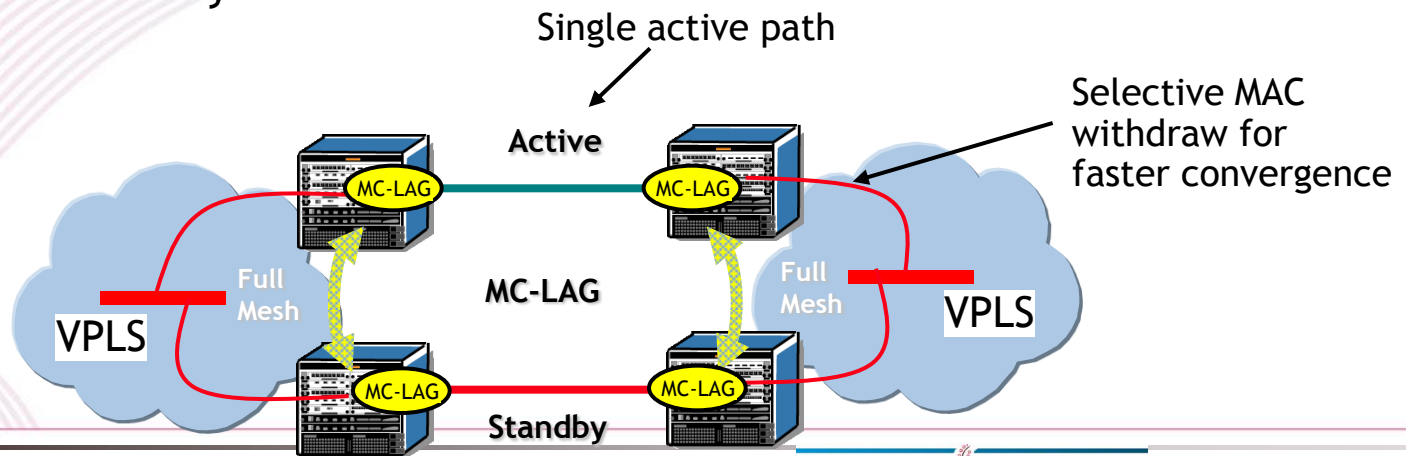 Single active path
Selective MAC
withdraw for
faster convergence
Active
MC-LAG
MC-LAG
Full
Mesh
VPLS
MC-LAG
Full
Mesh
VPLS
MC-LAG
MC-LAG
Standby